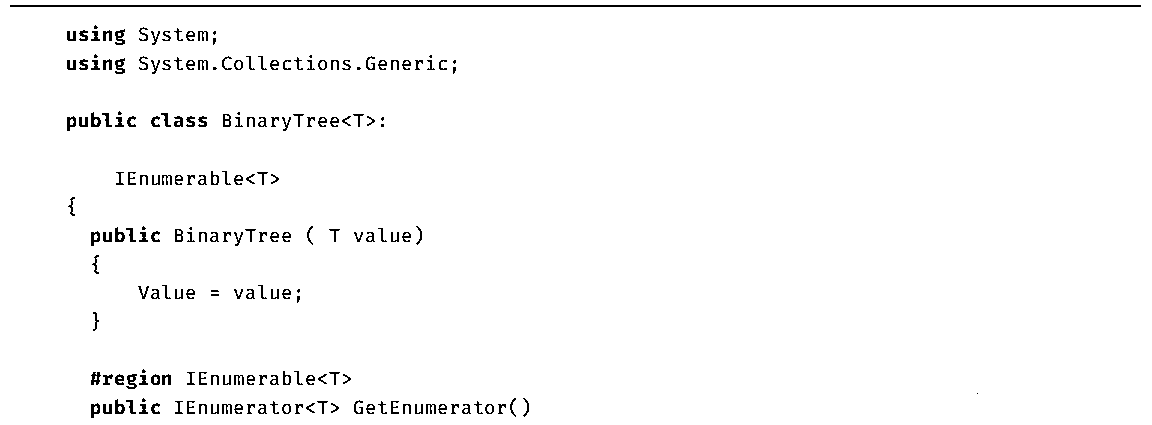 using System;
using System.Collections.Generic;

public class BinaryTree<T>:

    IEnumerable<T>
{
  public BinaryTree ( T value)
  {
      Value = value;
  }

  #region IEnumerable<T>
  public IEnumerator<T> GetEnumerator()